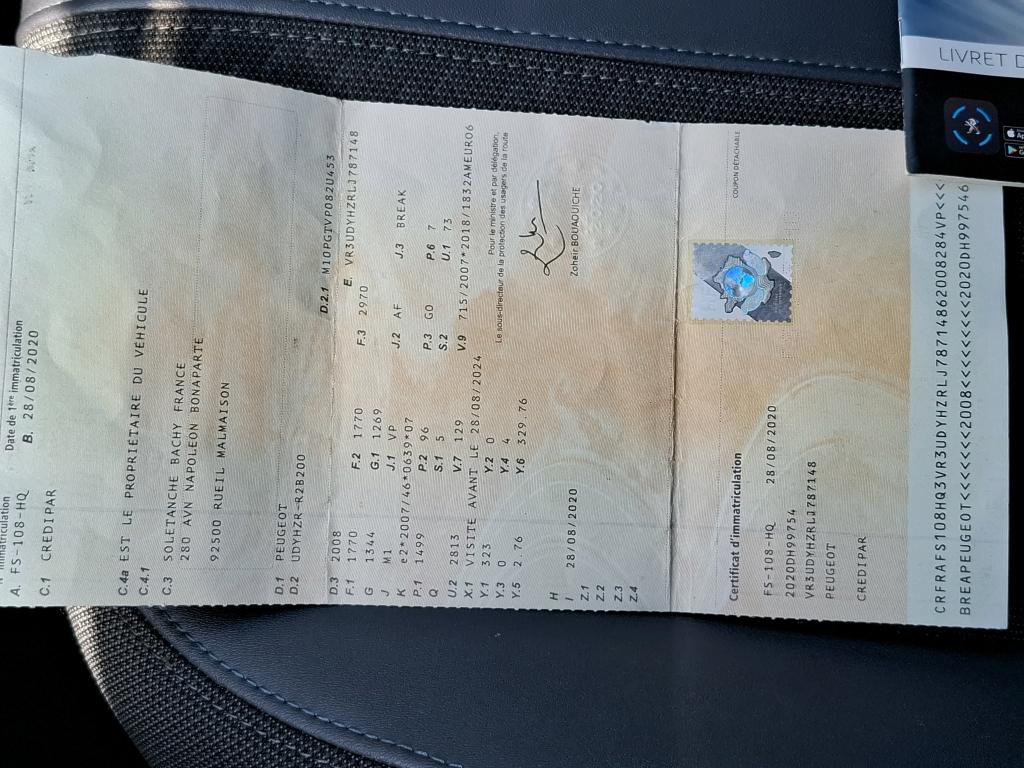 immatriculation
Date de 1ère immatriculation
A. FS-108-HQ
B. 28/08/2020
C.1 CREDIPAR
C.4a EST LE PROPRIÉTAIRE DU VÉHICULE
C.4.1
C.3 SOLETANCHE BACHY FRANCE
280 AVN NAPOLEON BONAPARTE
92500 RUEIL MALMAISON
D.1 PEUGEOT
D.2 UDYHZR-R2B200
D.2.1 M10PGTVP082U453
D.3 2008
E. VR3UDYHZRLJ787148
F.1 1770 F.2 1770 F.3 2970
G 1344 G.1 1269
J M1 J.1 VP J.2 AF J.3 BREAK
K e2*2007/46*0639*07
P.1 1499 P.2 96 P.3 GO P.6 7
Q S.1 5 S.2 U.1 73
U.2 2813 V.7 129 V.9 715/2007*2018/1832AMEURO6
X.1 VISITE AVANT LE 28/08/2024
Y.1 323 Y.2 0
Y.3 0 Y.4 4
Y.5 2.76 Y.6 329.76
Pour le ministre et par délégation,
Le sous-directeur de la protection des usagers de la route
Zoheir BOUAOUICHE
H
I 28/08/2020
Z.1
Z.2
Z.3
Z.4
COUPON DÉTACHABLE
Certificat d'immatriculation
FS-108-HQ 28/08/2020
2020DH99754
VR3UDYHZRLJ787148
PEUGEOT
CREDIPAR
CRFRAFS108HQ3VR3UDYHZRLJ78714862008284VP<<
BREAPEUGEOT<<<<<<2008<<<<<<<<<2020DH997546
LIVRET D